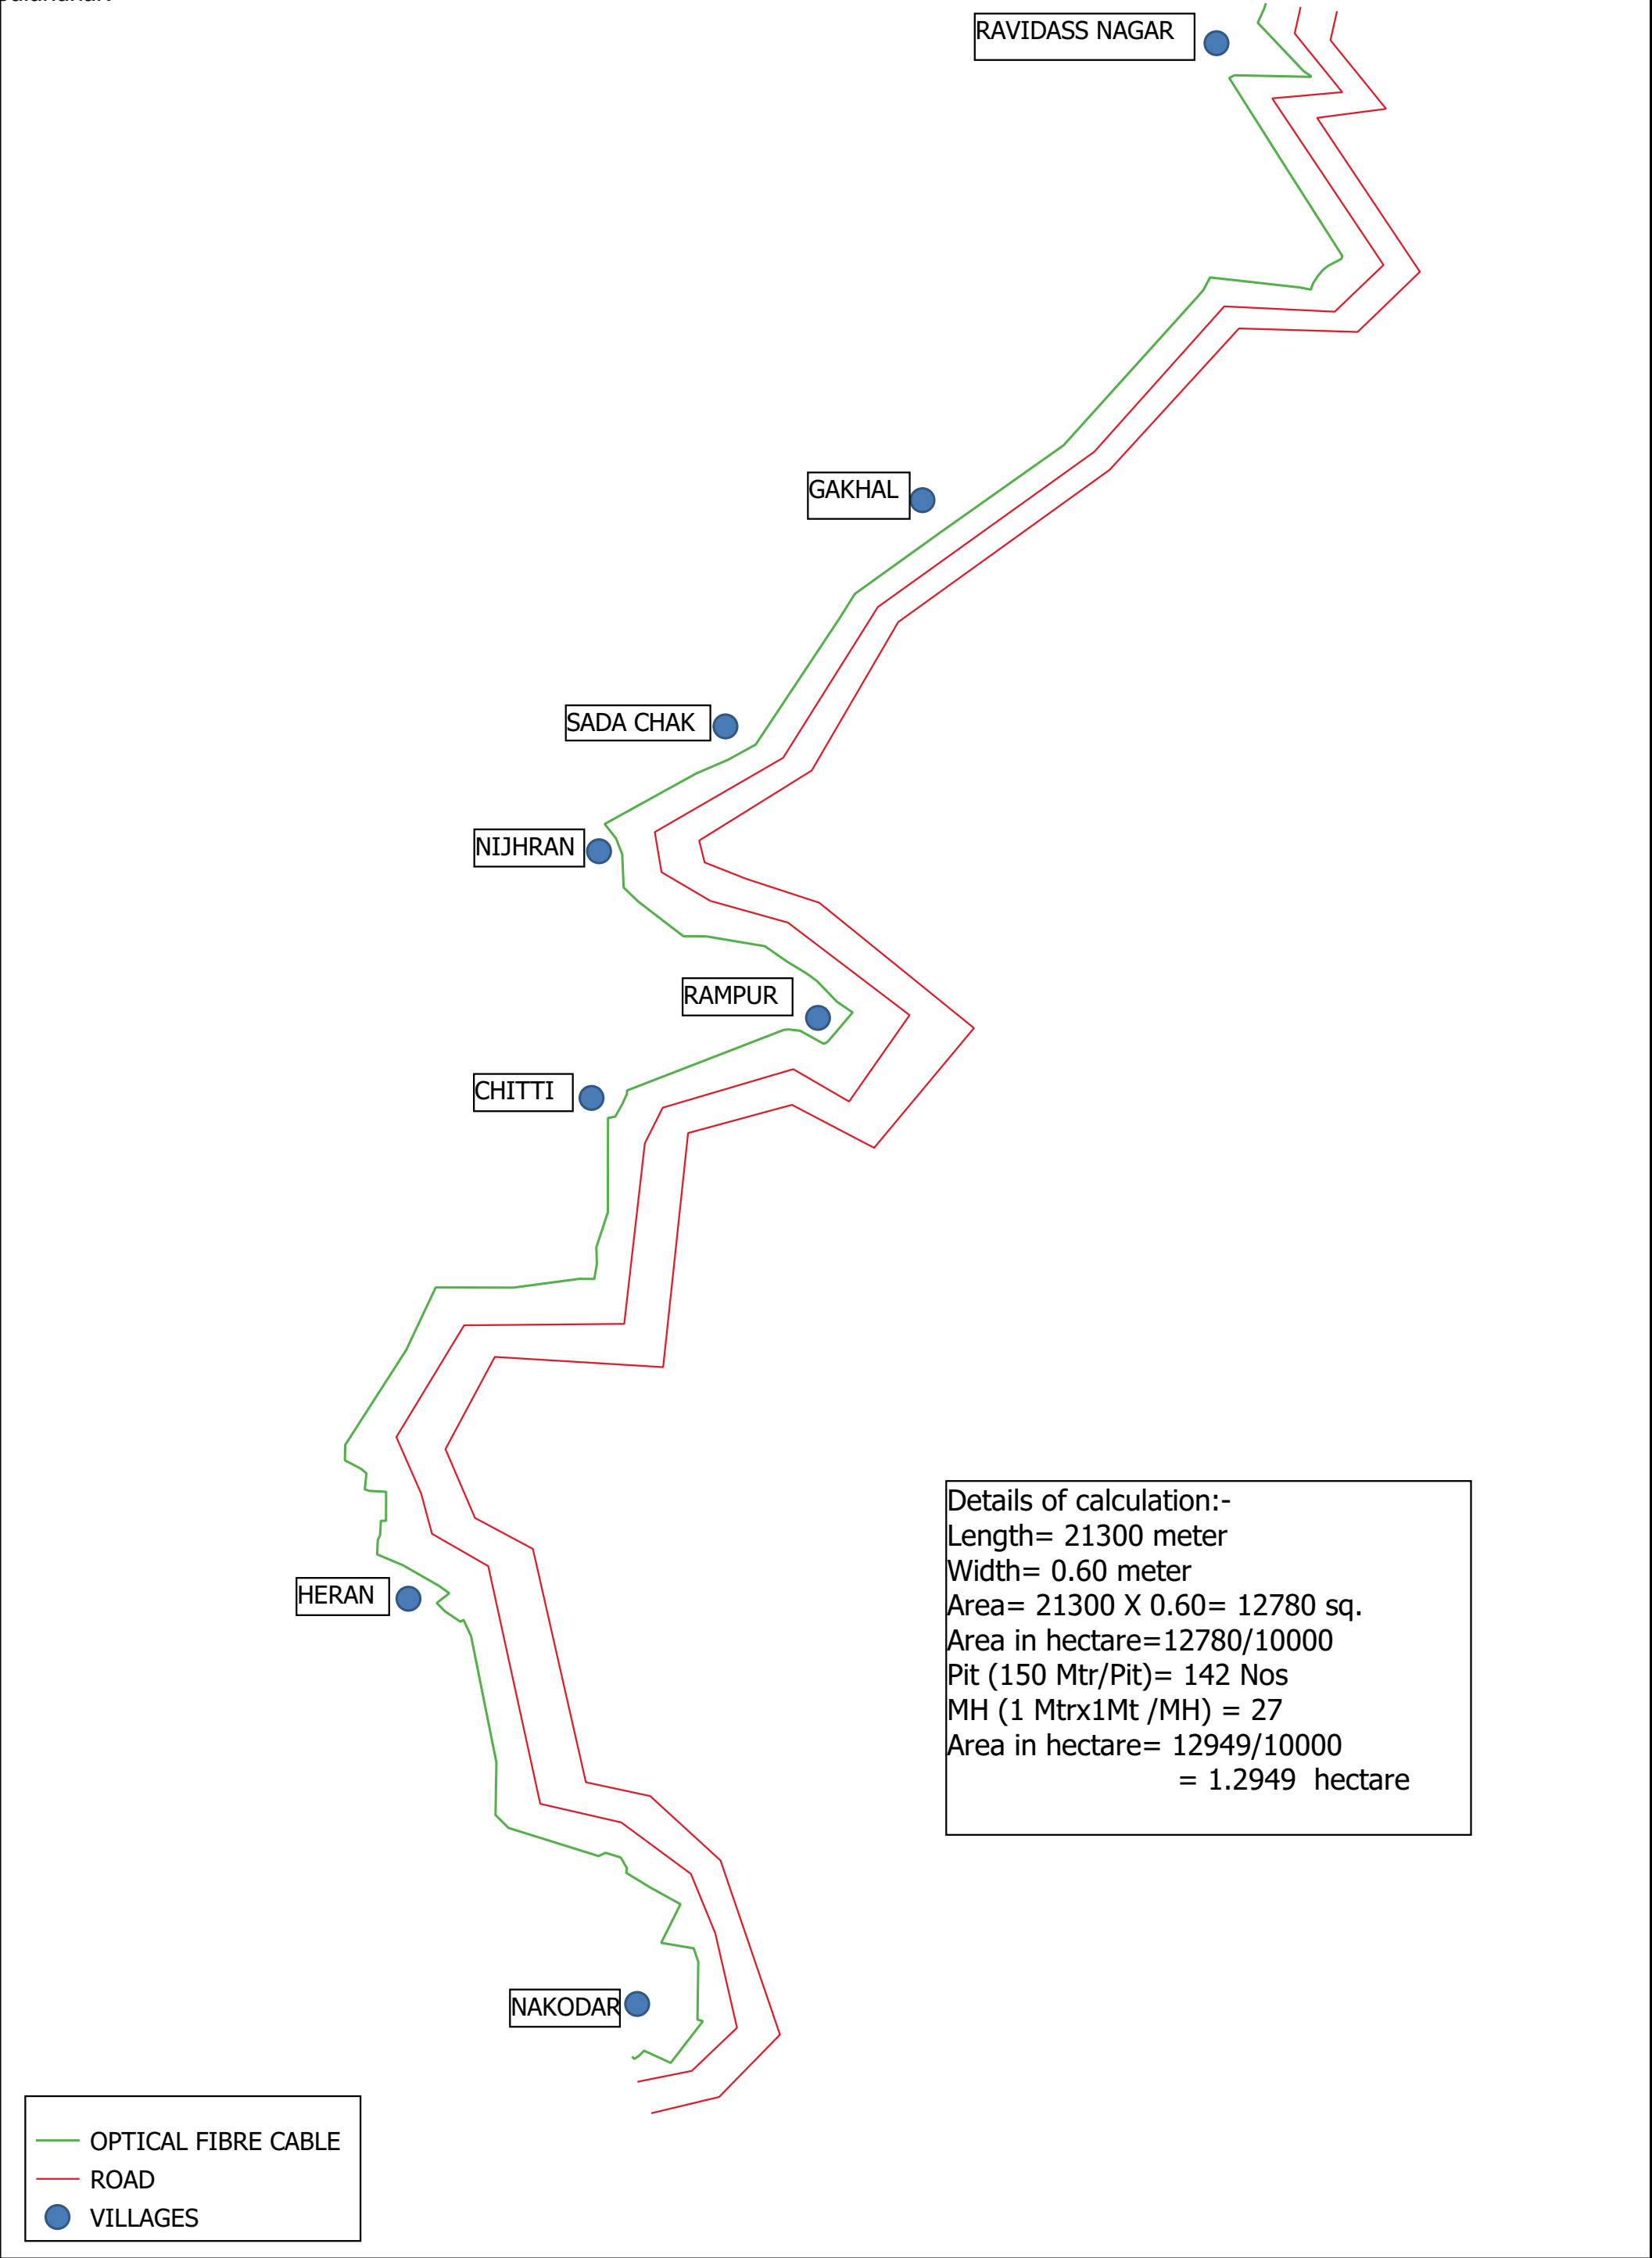 RAVIDASS NAGAR
GAKHAL
SADA CHAK
NIJHRAN
RAMPUR
CHITTI
HERAN
Details of calculation:-
Length= 21300 meter
Width= 0.60 meter
Area= 21300 X 0.60= 12780 sq.
Area in hectare=12780/10000
Pit (150 Mtr/Pit)= 142 Nos
MH (1 Mtrx1Mt /MH) = 27
Area in hectare= 12949/10000
= 1.2949 hectare
NAKODAR
OPTICAL FIBRE CABLE
ROAD
VILLAGES